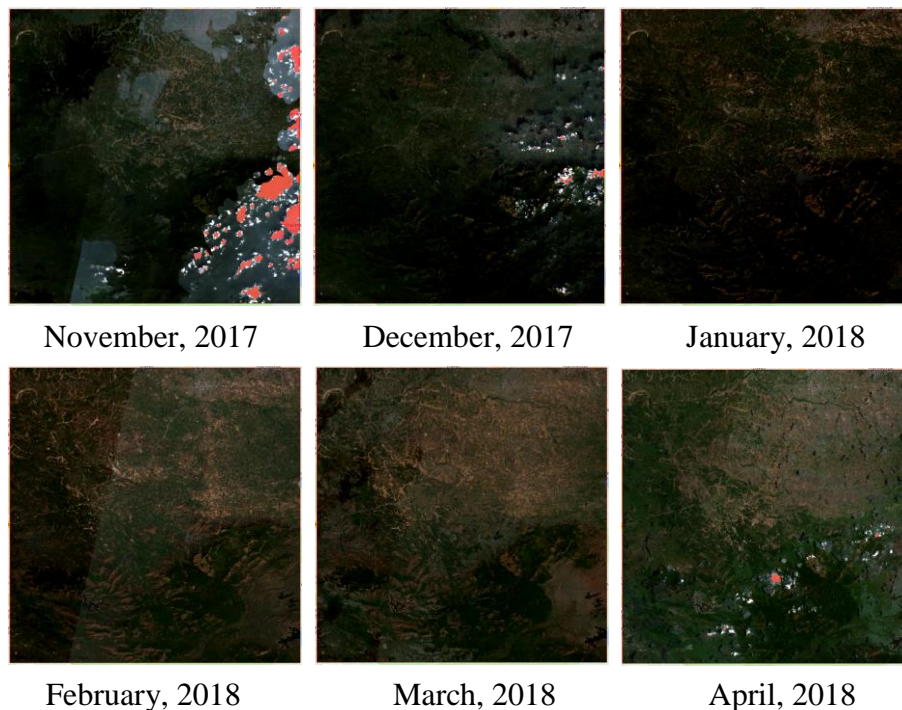 November, 2017
December, 2017
January, 2018
February, 2018
March, 2018
April, 2018